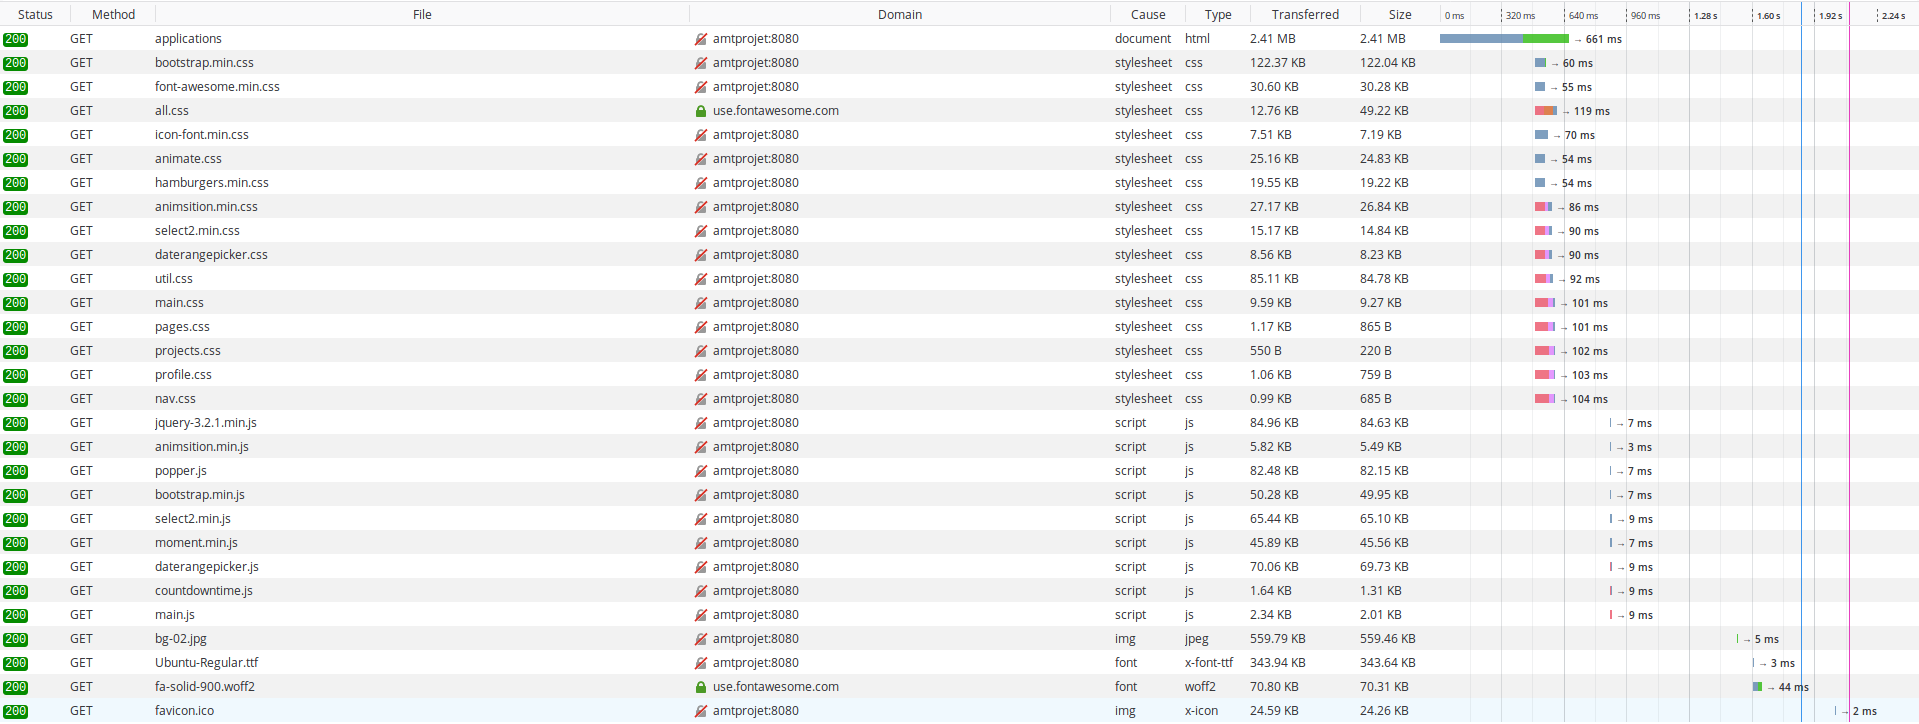 Status Method File Domain Cause Type Transferred Size 0 ms 320 ms 640 ms 960 ms 1.28 s 1.60 s 1.92 s 2.24 s
200 GET applications amtprojet:8080 document html 2.41 MB 2.41 MB → 661 ms
200 GET bootstrap.min.css amtprojet:8080 stylesheet css 122.37 KB 122.04 KB → 60 ms
200 GET font-awesome.min.css amtprojet:8080 stylesheet css 30.60 KB 30.28 KB → 55 ms
200 GET all.css use.fontawesome.com stylesheet css 12.76 KB 49.22 KB → 119 ms
200 GET icon-font.min.css amtprojet:8080 stylesheet css 7.51 KB 7.19 KB → 70 ms
200 GET animate.css amtprojet:8080 stylesheet css 25.16 KB 24.83 KB → 54 ms
200 GET hamburgers.min.css amtprojet:8080 stylesheet css 19.55 KB 19.22 KB → 54 ms
200 GET animsition.min.css amtprojet:8080 stylesheet css 27.17 KB 26.84 KB → 86 ms
200 GET select2.min.css amtprojet:8080 stylesheet css 15.17 KB 14.84 KB → 90 ms
200 GET daterangepicker.css amtprojet:8080 stylesheet css 8.56 KB 8.23 KB → 90 ms
200 GET util.css amtprojet:8080 stylesheet css 85.11 KB 84.78 KB → 92 ms
200 GET main.css amtprojet:8080 stylesheet css 9.59 KB 9.27 KB → 101 ms
200 GET pages.css amtprojet:8080 stylesheet css 1.17 KB 865 B → 101 ms
200 GET projects.css amtprojet:8080 stylesheet css 550 B 220 B → 102 ms
200 GET profile.css amtprojet:8080 stylesheet css 1.06 KB 759 B → 103 ms
200 GET nav.css amtprojet:8080 stylesheet css 0.99 KB 685 B → 104 ms
200 GET jquery-3.2.1.min.js amtprojet:8080 script js 84.96 KB 84.63 KB → 7 ms
200 GET animsition.min.js amtprojet:8080 script js 5.82 KB 5.49 KB → 3 ms
200 GET popper.js amtprojet:8080 script js 82.48 KB 82.15 KB → 7 ms
200 GET bootstrap.min.js amtprojet:8080 script js 50.28 KB 49.95 KB → 7 ms
200 GET select2.min.js amtprojet:8080 script js 65.44 KB 65.10 KB → 9 ms
200 GET moment.min.js amtprojet:8080 script js 45.89 KB 45.56 KB → 7 ms
200 GET daterangepicker.js amtprojet:8080 script js 70.06 KB 69.73 KB → 9 ms
200 GET countdowntime.js amtprojet:8080 script js 1.64 KB 1.31 KB → 9 ms
200 GET main.js amtprojet:8080 script js 2.34 KB 2.01 KB → 9 ms
200 GET bg-02.jpg amtprojet:8080 img jpeg 559.79 KB 559.46 KB → 5 ms
200 GET Ubuntu-Regular.ttf amtprojet:8080 font x-font-ttf 343.94 KB 343.64 KB → 3 ms
200 GET fa-solid-900.woff2 use.fontawesome.com font woff2 70.80 KB 70.31 KB → 44 ms
200 GET favicon.ico amtprojet:8080 img x-icon 24.59 KB 24.26 KB → 2 ms